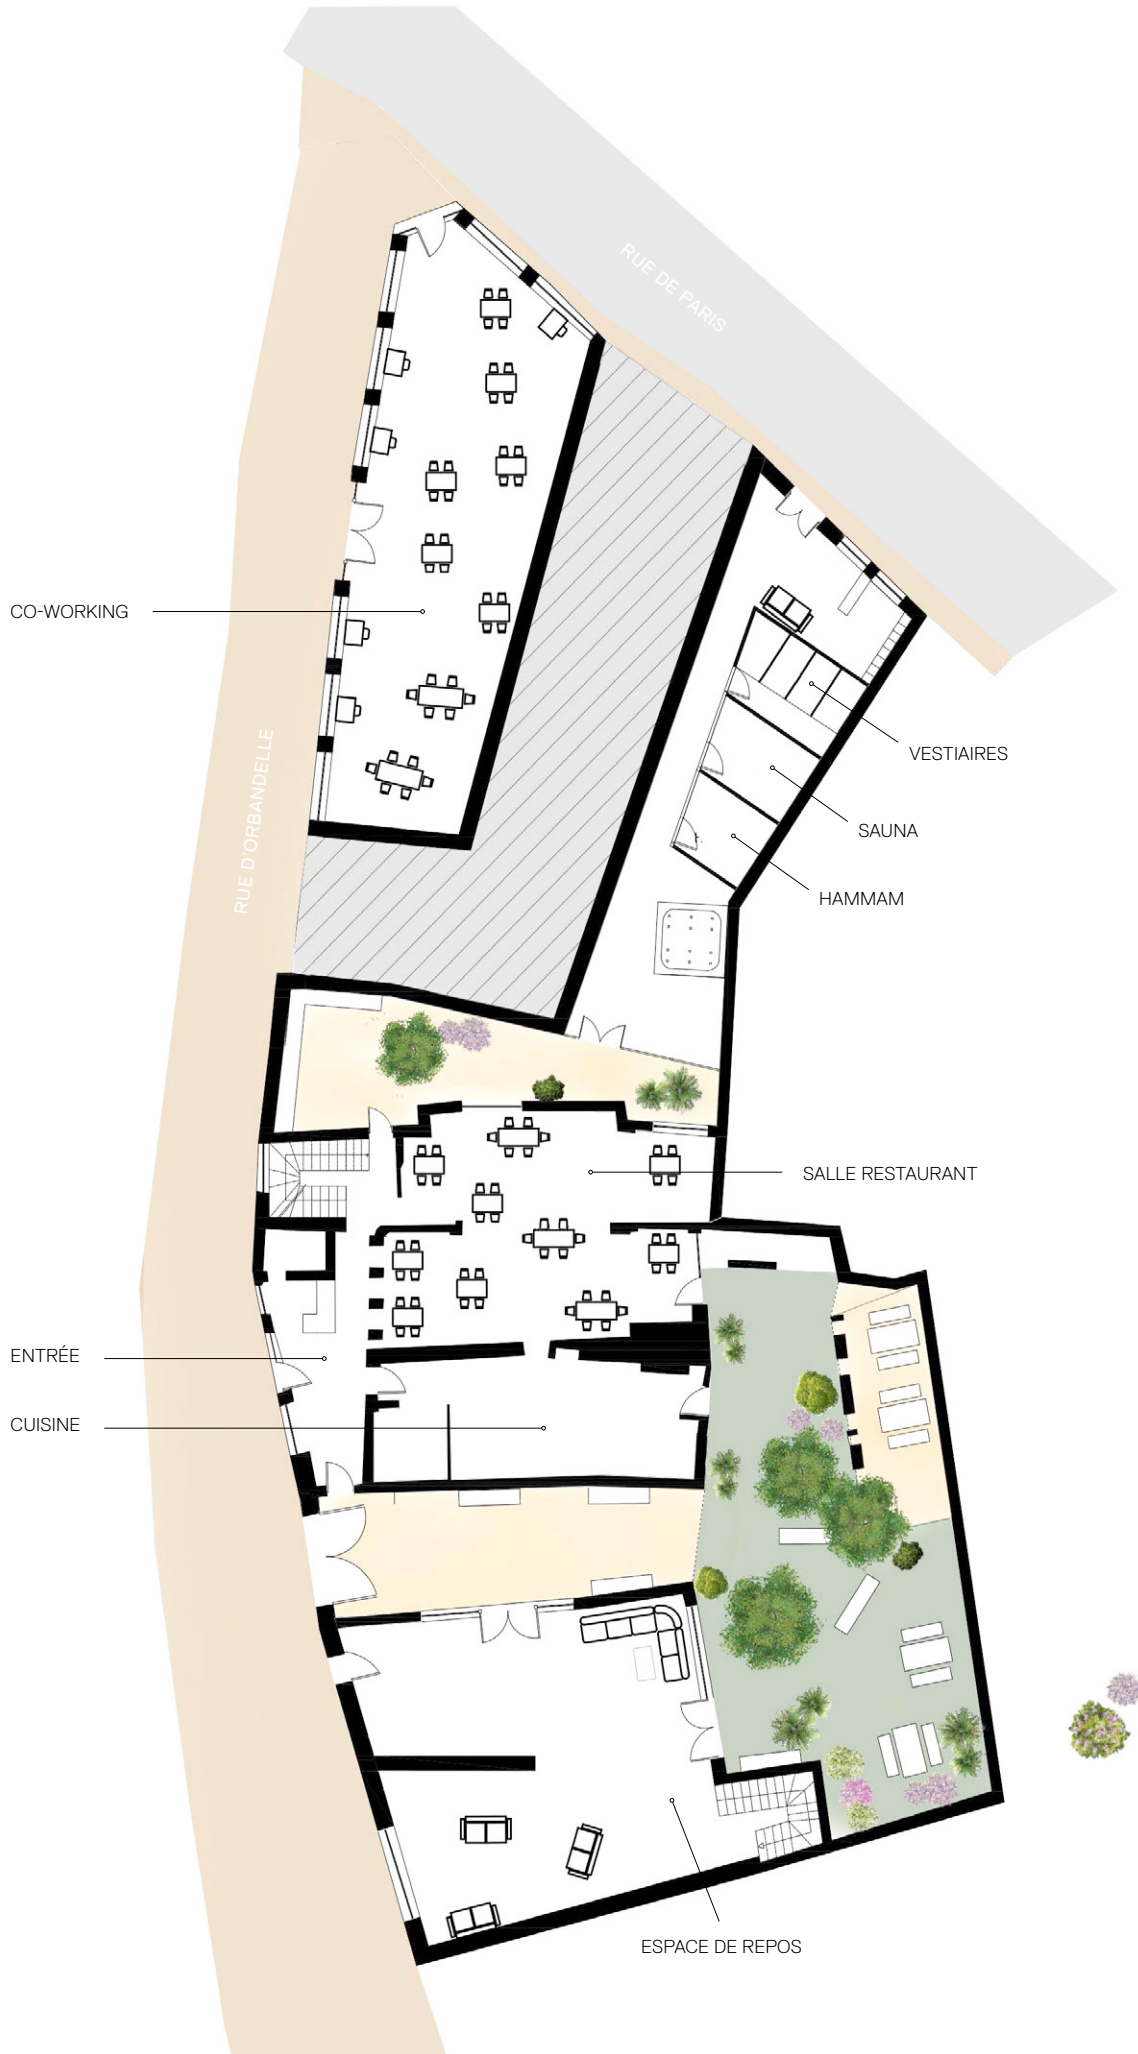 RUE DE PARIS
CO-WORKING
RUE D'ORBANDELLE
VESTIAIRES
SAUNA
HAMMAM
SALLE RESTAURANT
ENTRÉE
CUISINE
ESPACE DE REPOS